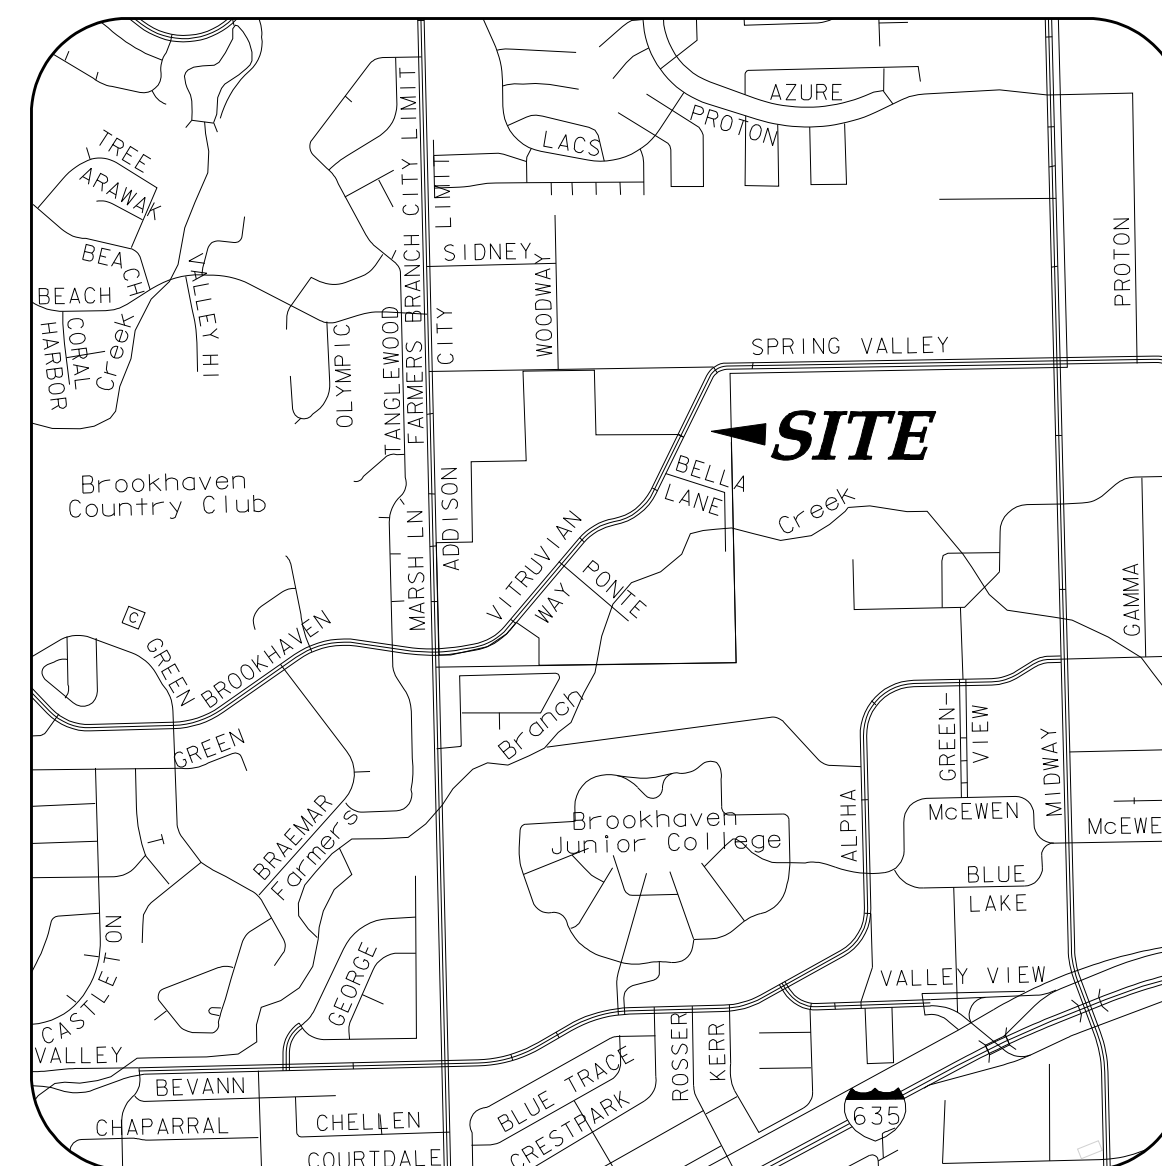 AZURE
PROTON
LACS
TREE
ARAWAK
BEACH
BEACH
VALLEY HI
HARBOR
CORAL
Creek
OLYMPIC
TANGLEWOOD
FARMERS BRANCH CITY LIMIT
CITY LIMIT
SIDNEY
WOODWAY
PROTON
SPRING VALLEY
SITE
BELLA
LANE
Creek
Brookhaven
Country Club
MARSH LN
ADDISON
VITRUVIAN
WAY
PONTE
GAMMA
C
GREEN
BROOKHAVEN
GREEN
Branch
GREEN-
VIEW
MIDWAY
ALPHA
McEWEN
McEWE
Brookhaven
Junior College
BRAEMAR
Farmers
T
BLUE
LAKE
CASTLETON
GEORGE
VALLEY VIEW
VALLEY
BEVANN
CHAPARRAL
CHELLEN
COURTDALE
BLUE TRACE
CRESTPARK
ROSSER
KERR
635